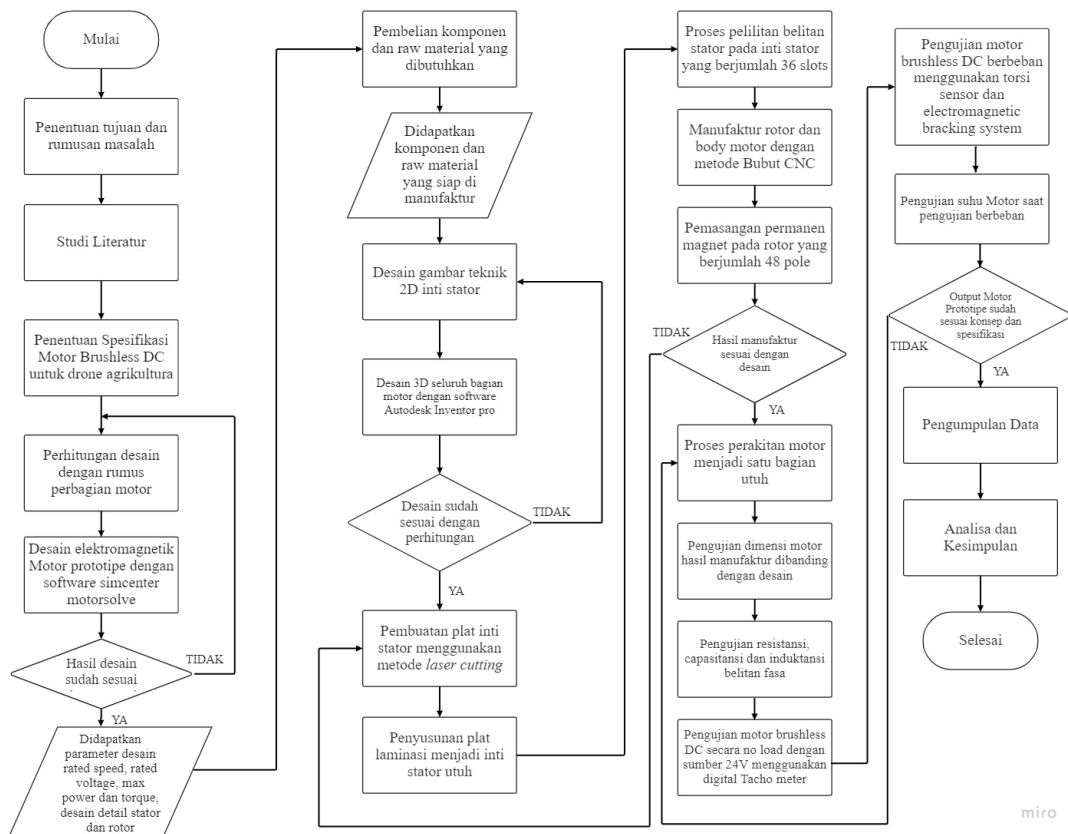 Mulai
Penentuan tujuan dan
rumusan masalah
Studi Literatur
Penentuan Spesifikasi
Motor Brushless DC
untuk drone agrikultura
Perhitungan desain
dengan rumus
perbagian motor
Desain elektromagnetik
Motor prototipe dengan
software simcenter
motorsolve
Hasil desain
sudah sesuai
TIDAK
YA
Didapatkan
parameter desain
rated speed, rated
voltage, max
power dan torque,
desain detail stator
dan rotor
Pembelian komponen
dan raw material yang
dibutuhkan
Didapatkan
komponen dan
raw material
yang siap di
manufaktur
Desain gambar teknik
2D inti stator
Desain 3D seluruh bagian
motor dengan software
Autodesk Inventor pro
Desain sudah
sesuai dengan
perhitungan
TIDAK
YA
Pembuatan plat inti
stator menggunakan
metode laser cutting
Penyusunan plat
laminasi menjadi inti
stator utuh
Proses pelilitan belitan
stator pada inti stator
yang berjumlah 36 slots
Manufaktur rotor dan
body motor dengan
metode Bubut CNC
Pemasangan permanen
magnet pada rotor yang
berjumlah 48 pole
TIDAK
Hasil manufaktur
sesuai dengan
desain
YA
Proses perakitan motor
menjadi satu bagian
utuh
Pengujian dimensi motor
hasil manufaktur dibanding
dengan desain
Pengujian resistansi,
capasitansi dan induktansi
belitan fasa
Pengujian motor brushless
DC secara no load dengan
sumber 24V menggunakan
digital Tacho meter
Pengujian motor
brushless DC berbeban
menggunakan torsi
sensor dan
electromagnetic
bracking system
Pengujian suhu Motor saat
pengujian berbeban
Output Motor
Prototipe sudah
sesuai konsep dan
spesifikasi
TIDAK
YA
Pengumpulan Data
Analisa dan
Kesimpulan
Selesai
miro